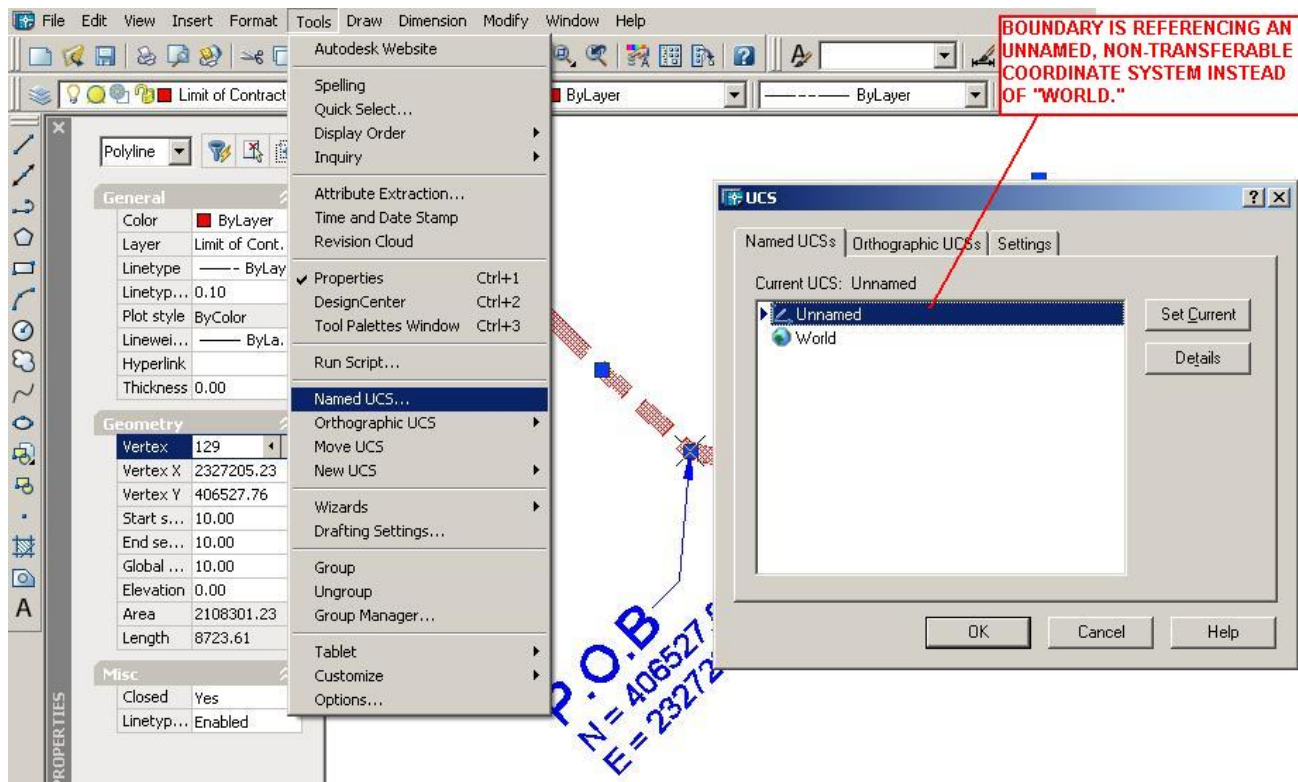 File Edit View Insert Format Tools Draw Dimension Modify Window Help
BOUNDARY IS REFERENCING AN
UNNAMED, NON-TRANSFERABLE
COORDINATE SYSTEM INSTEAD
OF "WORLD."
Limit of Contract
ByLayer
ByLayer
Polyline
General
Color ByLayer
Layer Limit of Cont.
Linetype ByLay
Linetyp... 0.10
Plot style ByColor
Linewei... ByLa.
Hyperlink
Thickness 0.00
Geometry
Vertex 129
Vertex X 2327205.23
Vertex Y 406527.76
Start s... 10.00
End se... 10.00
Global ... 10.00
Elevation 0.00
Area 2108301.23
Length 8723.61
Misc
Closed Yes
Linetyp... Enabled
PROPERTIES
A
Autodesk Website
Spelling
Quick Select...
Display Order
Inquiry
Attribute Extraction...
Time and Date Stamp
Revision Cloud
Properties Ctrl+1
DesignCenter Ctrl+2
Tool Palettes Window Ctrl+3
Run Script...
Named UCS...
Orthographic UCS
Move UCS
New UCS
Wizards
Drafting Settings...
Group
Ungroup
Group Manager...
Tablet
Customize
Options...
P.O.B
N = 406527
E = 23272
UCS
Named UCSs Orthographic UCSs Settings
Current UCS: Unnamed
Unnamed
World
Set Current
Details
OK Cancel Help